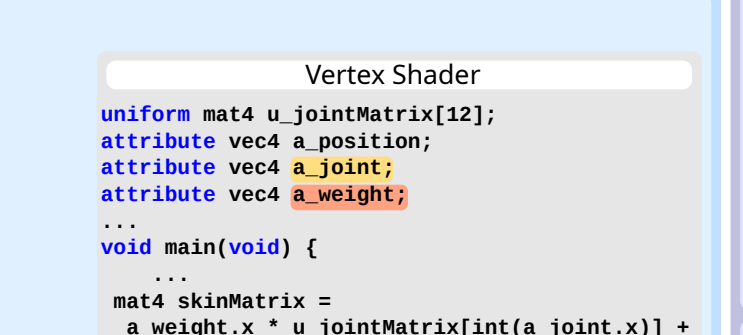 Vertex Shader
uniform mat4 u_jointMatrix[12];
attribute vec4 a_position;
attribute vec4 a_joint;
attribute vec4 a_weight;
...
void main(void) {
...
mat4 skinMatrix =
a_weight.x * u_jointMatrix[int(a_joint.x)] +